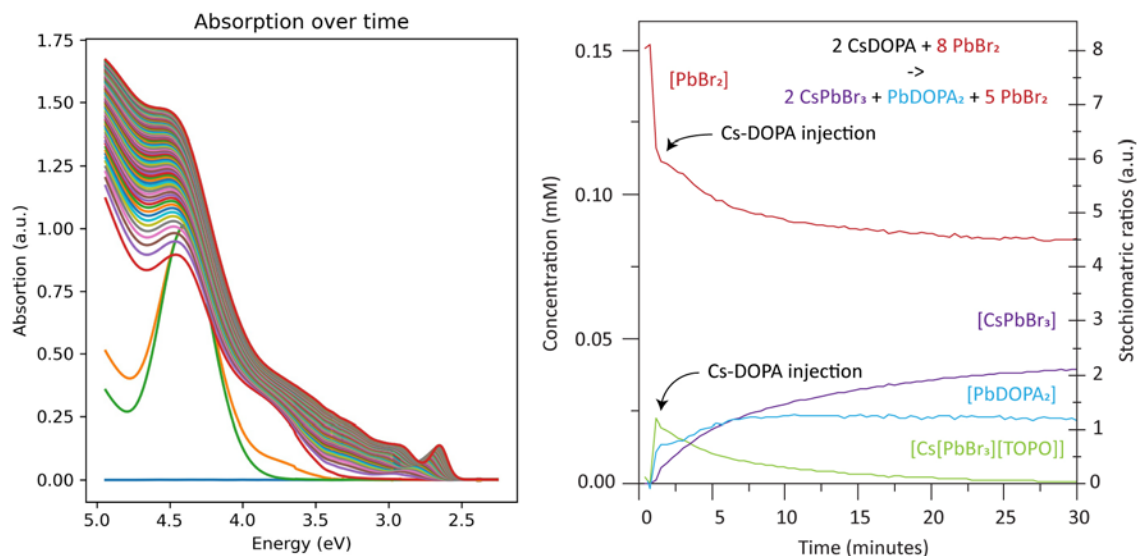 Absorption over time
1.75
1.50
1.25
1.00
0.75
0.50
0.25
0.00
Absortion (a.u.)
5.0 4.5 4.0 3.5 3.0 2.5
Energy (eV)
0.15
0.10
0.05
0.00
Concentration (mM)
2 CsDOPA + 8 PbBr₂
->
2 CsPbBr₃ + PbDOPA₂ + 5 PbBr₂
[PbBr₂]
Cs-DOPA injection
[CsPbBr₃]
Cs-DOPA injection
[PbDOPA₂]
[Cs[PbBr₃][TOPO]]
8
7
6
5
4
3
2
1
0
Stochiomatric ratios (a.u.)
0 5 10 15 20 25 30
Time (minutes)